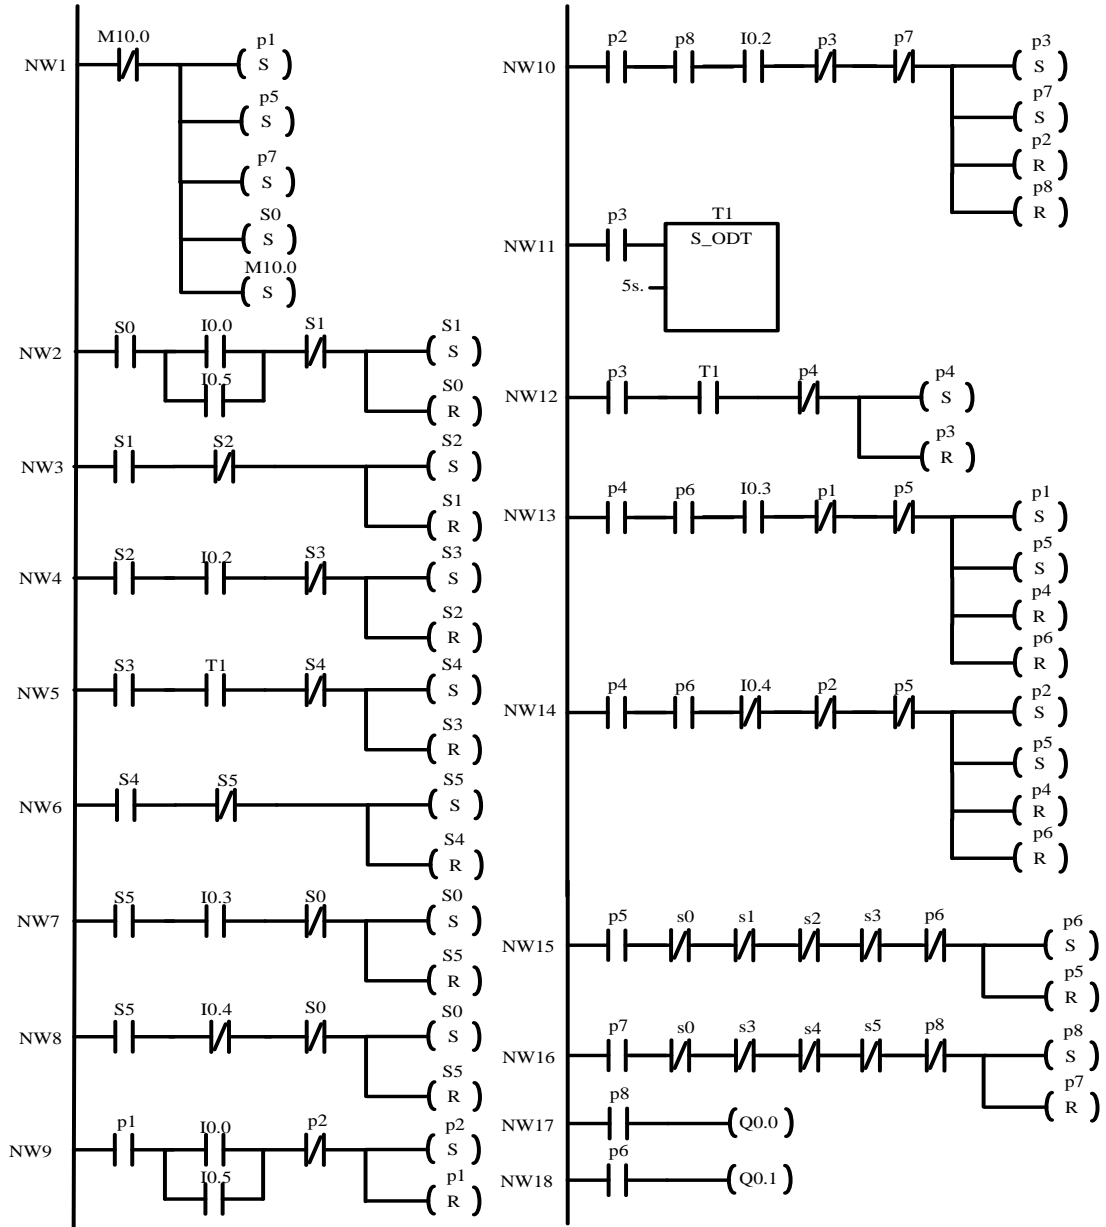 M10.0 p1
NW1 S
p5
S
p7
S
S0
S
M10.0
S
S0 I0.0 S1 S1
NW2 S
I0.5 S0
R
S1 S2 S2
NW3 S
S1
R
S2 I0.2 S3 S3
NW4 S
S2
R
S3 T1 S4 S4
NW5 S
S3
R
S4 S5 S5
NW6 S
S4
R
S5 I0.3 S0 S0
NW7 S
S5
R
S5 I0.4 S0 S0
NW8 S
S5
R
p1 I0.0 p2 p2
NW9 S
I0.5 p1
R
p2 p8 I0.2 p3 p7 p3
NW10 S
p7
S
p2
R
p8
R
p3 T1
NW11 S_ODT
5s.
p3 T1 p4 p4
NW12 S
p3
R
p4 p6 I0.3 p1 p5 p1
NW13 S
p5
S
p4
R
p6
R
p4 p6 I0.4 p2 p5 p2
NW14 S
p5
S
p4
R
p6
R
p5 s0 s1 s2 s3 p6 p6
NW15 S
p5
R
p7 s0 s3 s4 s5 p8 p8
NW16 S
p7
R
p8
NW17 Q0.0
p6
NW18 Q0.1